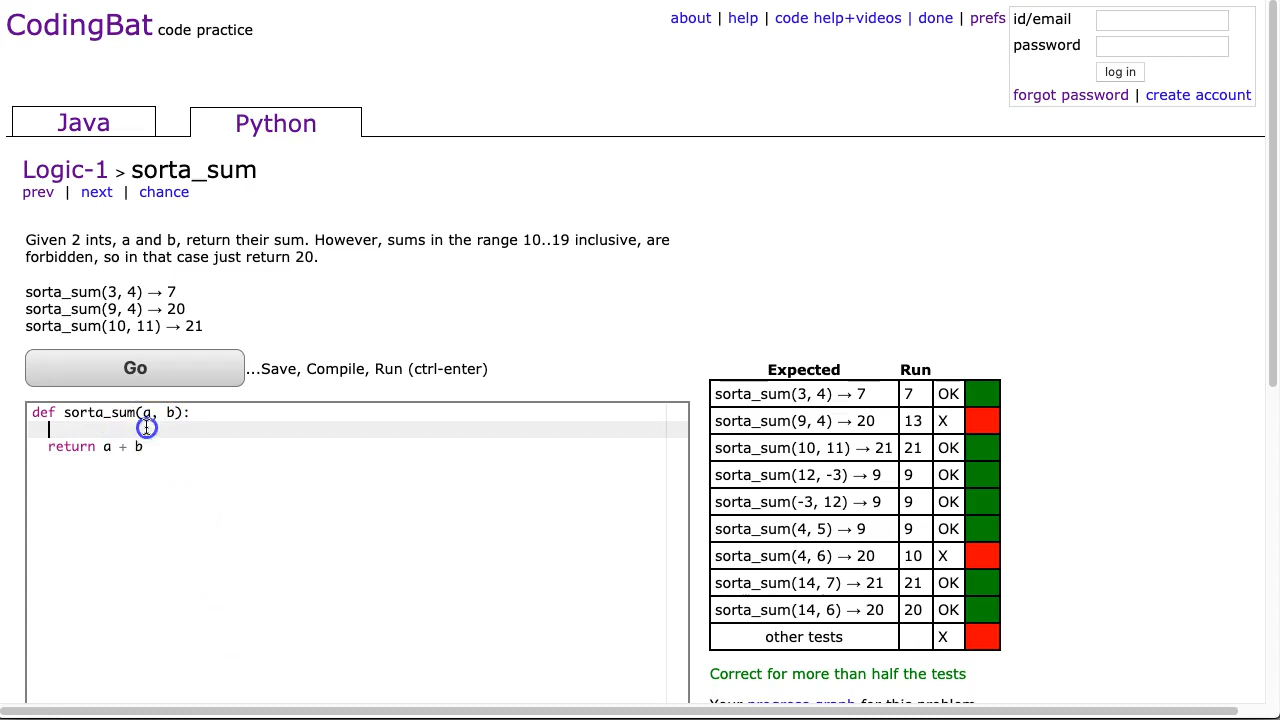 CodingBat code practice
about | help | code help+videos | done | prefs
id/email
password
log in
forgot password | create account
Java
Python
Logic-1 > sorta_sum
prev | next | chance
Given 2 ints, a and b, return their sum. However, sums in the range 10..19 inclusive, are
forbidden, so in that case just return 20.
sorta_sum(3, 4) → 7
sorta_sum(9, 4) → 20
sorta_sum(10, 11) → 21
Go
...Save, Compile, Run (ctrl-enter)
def sorta_sum(a, b):
return a + b
Expected Run
sorta_sum(3, 4) → 7 7 OK
sorta_sum(9, 4) → 20 13 X
sorta_sum(10, 11) → 21 21 OK
sorta_sum(12, -3) → 9 9 OK
sorta_sum(-3, 12) → 9 9 OK
sorta_sum(4, 5) → 9 9 OK
sorta_sum(4, 6) → 20 10 X
sorta_sum(14, 7) → 21 21 OK
sorta_sum(14, 6) → 20 20 OK
other tests X
Correct for more than half the tests
Your progress graph for this problem